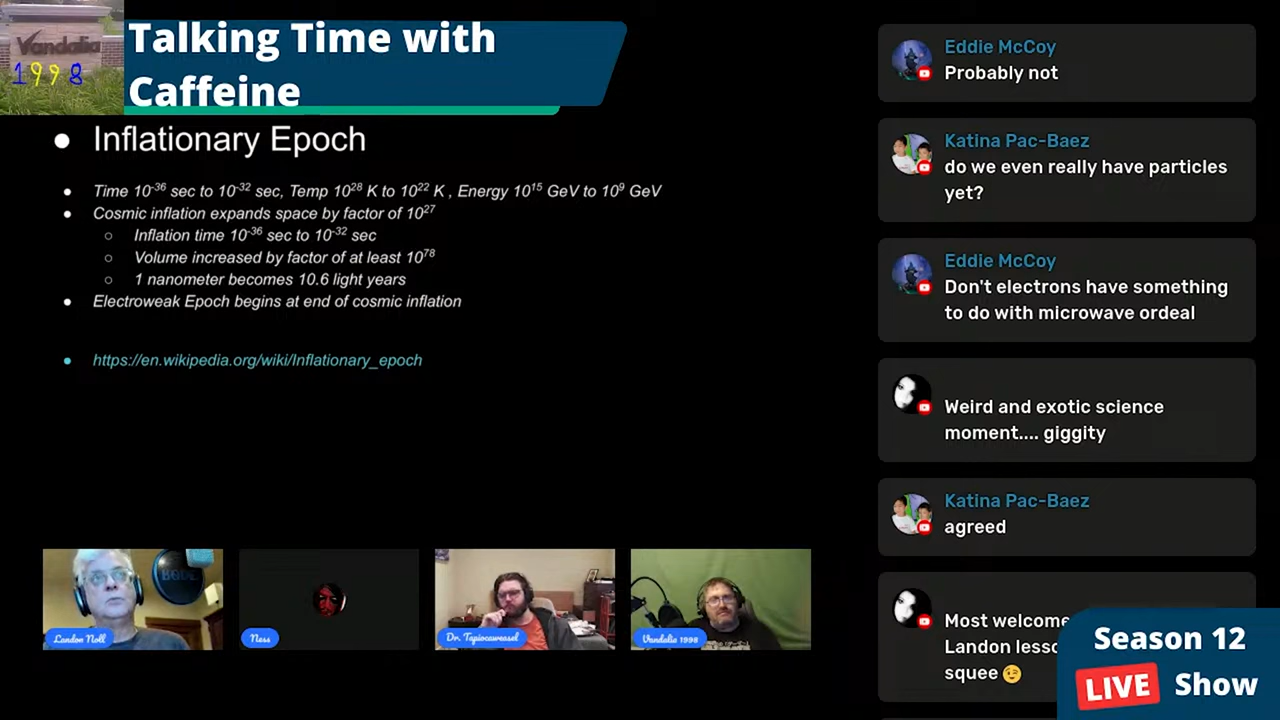 Vandalia
1998
Talking Time with
Caffeine
● Inflationary Epoch
● Time 10⁻³⁶ sec to 10⁻³² sec, Temp 10²⁸ K to 10²² K , Energy 10¹⁵ GeV to 10⁹ GeV
● Cosmic inflation expands space by factor of 10²⁷
○ Inflation time 10⁻³⁶ sec to 10⁻³² sec
○ Volume increased by factor of at least 10⁷⁸
○ 1 nanometer becomes 10.6 light years
● Electroweak Epoch begins at end of cosmic inflation
● https://en.wikipedia.org/wiki/Inflationary_epoch
Landon Noll
Ness
Dr. Tapiocaweasel
Vandalia 1998
Eddie McCoy
Probably not
Katina Pac-Baez
do we even really have particles
yet?
Eddie McCoy
Don't electrons have something
to do with microwave ordeal
Weird and exotic science
moment.... giggity
Katina Pac-Baez
agreed
Most welcome
Landon less
squee 😉
Season 12
LIVE Show